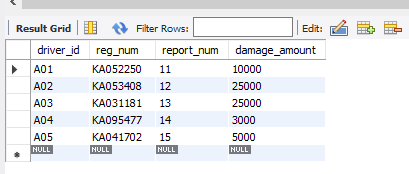 Result Grid Filter Rows: Edit:
driver_id reg_num report_num damage_amount
A01 KA052250 11 10000
A02 KA053408 12 25000
A03 KA031181 13 25000
A04 KA095477 14 3000
A05 KA041702 15 5000
NULL NULL NULL NULL